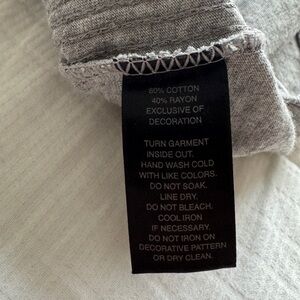 60% COTTON
40% RAYON
EXCLUSIVE OF
DECORATION
TURN GARMENT
INSIDE OUT.
HAND WASH COLD
WITH LIKE COLORS.
DO NOT SOAK.
LINE DRY.
DO NOT BLEACH.
COOL IRON
IF NECESSARY.
DO NOT IRON ON
DECORATIVE PATTERN
OR DRY CLEAN.